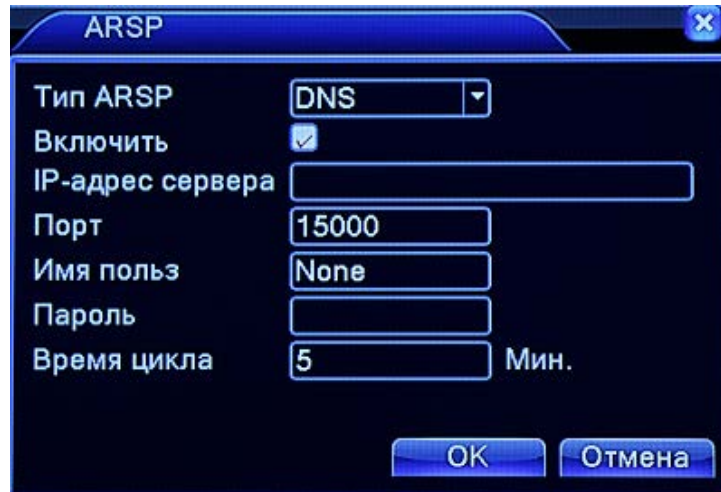 ARSP
Тип ARSP DNS
Включить
IP-адрес сервера
Порт 15000
Имя польз None
Пароль
Время цикла 5 Мин.
OK Отмена